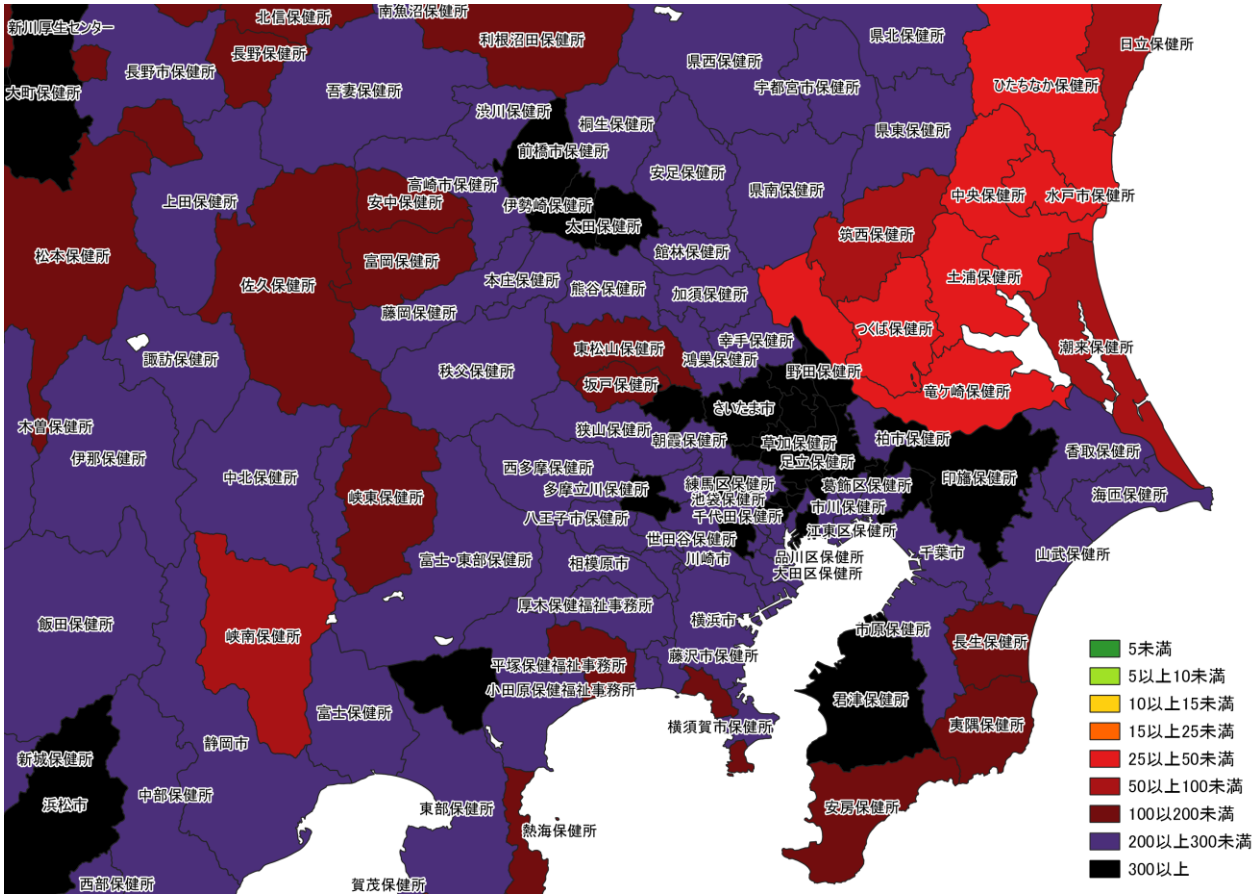 新川厚生センター
北信保健所
南魚沼保健所
利根沼田保健所
県北保健所
日立保健所
長野保健所
長野市保健所
県西保健所
宇都宮市保健所
ひたちなか保健所
大町保健所
吾妻保健所
渋川保健所
桐生保健所
県東保健所
前橋市保健所
安足保健所
高崎市保健所
県南保健所
中央保健所
水戸市保健所
上田保健所
安中保健所
伊勢崎保健所
太田保健所
筑西保健所
松本保健所
富岡保健所
館林保健所
佐久保健所
本庄保健所
熊谷保健所
加須保健所
土浦保健所
藤岡保健所
つくば保健所
諏訪保健所
東松山保健所
幸手保健所
鴻巣保健所
潮来保健所
秩父保健所
坂戸保健所
野田保健所
竜ケ崎保健所
さいたま市
木曽保健所
狭山保健所
朝霞保健所
草加保健所
柏市保健所
香取保健所
伊那保健所
中北保健所
西多摩保健所
足立保健所
峡東保健所
多摩立川保健所
練馬区保健所
葛飾区保健所
印旛保健所
池袋保健所
海匝保健所
八王子市保健所
千代田保健所
市川保健所
世田谷保健所
江東区保健所
富士・東部保健所
相模原市
川崎市
品川区保健所
千葉市
山武保健所
大田区保健所
厚木保健福祉事務所
飯田保健所
横浜市
市原保健所
峡南保健所
長生保健所
藤沢市保健所
平塚保健福祉事務所
小田原保健福祉事務所
君津保健所
富士保健所
横須賀市保健所
夷隅保健所
静岡市
新城保健所
浜松市
中部保健所
東部保健所
安房保健所
熱海保健所
西部保健所
賀茂保健所
5未満
5以上10未満
10以上15未満
15以上25未満
25以上50未満
50以上100未満
100以200未満
200以上300未満
300以上